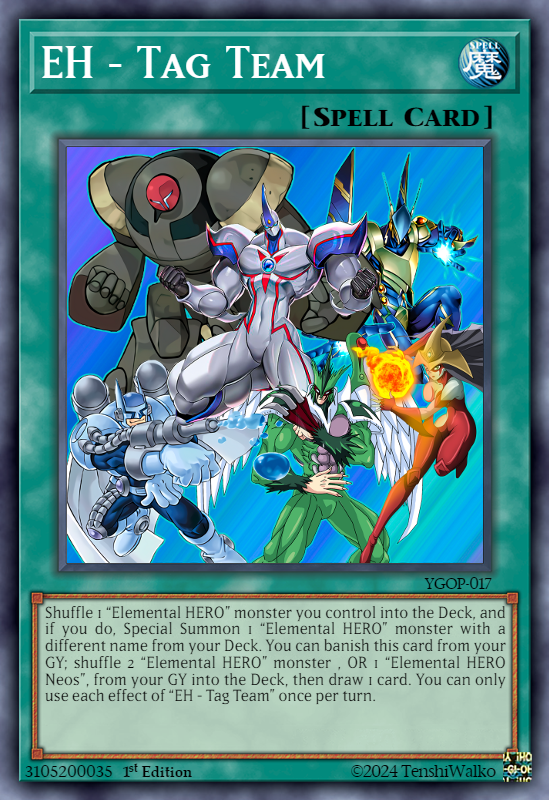 EH - Tag Team
SPELL
魔
[Spell Card]
YGOP-017
Shuffle 1 “Elemental HERO” monster you control into the Deck, and
if you do, Special Summon 1 “Elemental HERO” monster with a
different name from your Deck. You can banish this card from your
GY; shuffle 2 “Elemental HERO” monster , OR 1 “Elemental HERO
Neos”, from your GY into the Deck, then draw 1 card. You can only
use each effect of “EH - Tag Team” once per turn.
3105200035 1st Edition ©2024 TenshiWalko